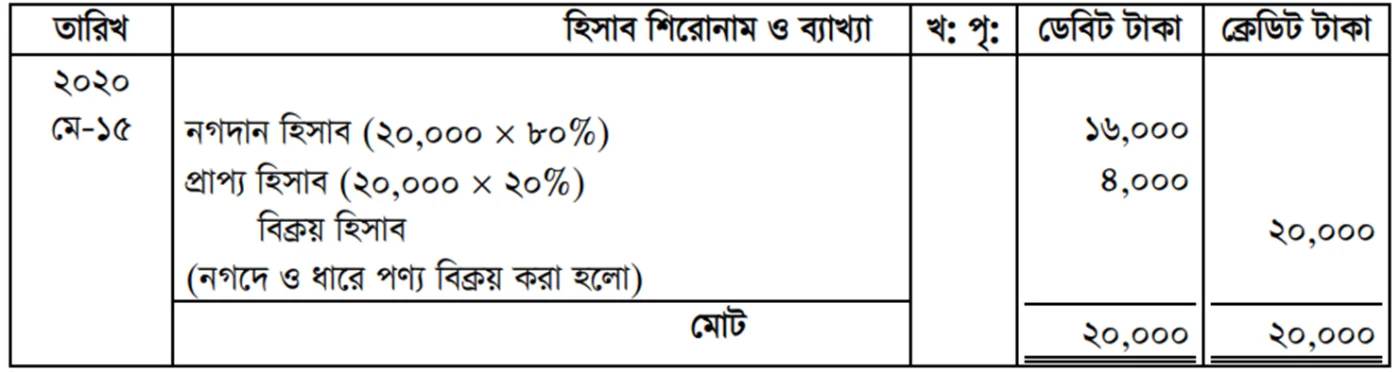 তারিখ হিসাব শিরোনাম ও ব্যাখ্যা খ: পৃ: ডেবিট টাকা ক্রেডিট টাকা
২০২০
মে-১৫ নগদান হিসাব (২০,০০০ × ৮০%) ১৬,০০০
প্রাপ্য হিসাব (২০,০০০ × ২০%) ৪,০০০
বিক্রয় হিসাব ২০,০০০
(নগদে ও ধারে পণ্য বিক্রয় করা হলো)
মোট ২০,০০০ ২০,০০০